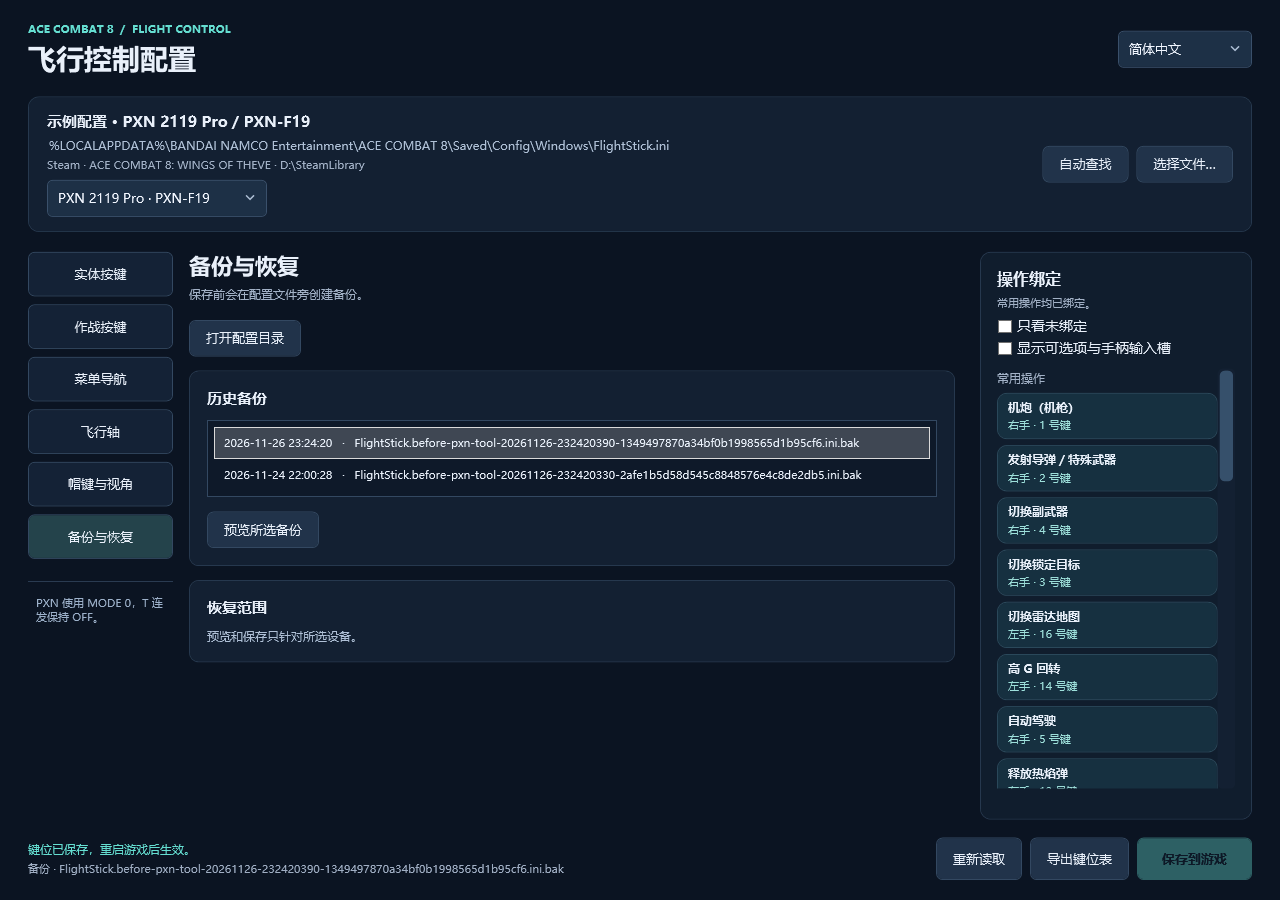 ACE COMBAT 8 / FLIGHT CONTROL
飞行控制配置
简体中文
示例配置 • PXN 2119 Pro / PXN-F19
%LOCALAPPDATA%\BANDAI NAMCO Entertainment\ACE COMBAT 8\Saved\Config\Windows\FlightStick.ini
Steam · ACE COMBAT 8: WINGS OF THEVE · D:\SteamLibrary
PXN 2119 Pro · PXN-F19
自动查找
选择文件...
实体按键
作战按键
菜单导航
飞行轴
帽键与视角
备份与恢复
PXN 使用 MODE 0，T 连
发保持 OFF。
备份与恢复
保存前会在配置文件旁创建备份。
打开配置目录
历史备份
2026-11-26 23:24:20 · FlightStick.before-pxn-tool-20261126-232420390-1349497870a34bf0b1998565d1b95cf6.ini.bak
2026-11-24 22:00:28 · FlightStick.before-pxn-tool-20261126-232420330-2afe1b5d58d545c8848576e4c8de2db5.ini.bak
预览所选备份
恢复范围
预览和保存只针对所选设备。
操作绑定
常用操作均已绑定。
只看未绑定
显示可选项与手柄输入槽
常用操作
机炮（机枪）
右手 · 1 号键
发射导弹 / 特殊武器
右手 · 2 号键
切换副武器
右手 · 4 号键
切换锁定目标
右手 · 3 号键
切换雷达地图
左手 · 16 号键
高 G 回转
左手 · 14 号键
自动驾驶
右手 · 5 号键
释放热焰弹
键位已保存，重启游戏后生效。
备份 · FlightStick.before-pxn-tool-20261126-232420390-1349497870a34bf0b1998565d1b95cf6.ini.bak
重新读取
导出键位表
保存到游戏